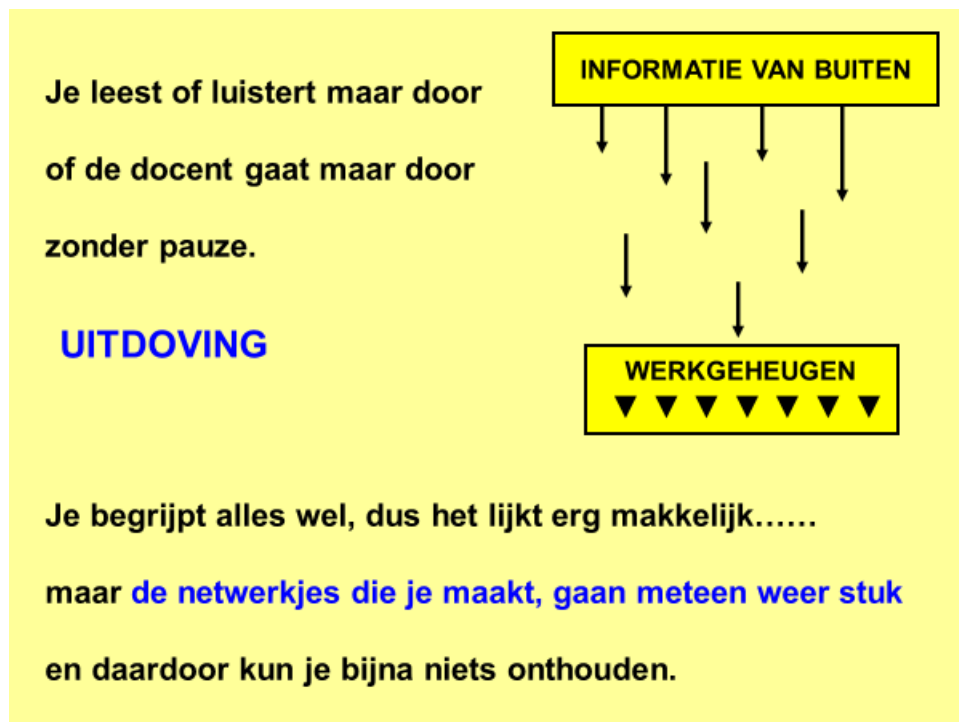 Je leest of luistert maar door
of de docent gaat maar door
zonder pauze.
INFORMATIE VAN BUITEN
UITDOVING
WERKGEHEUGEN
Je begrijpt alles wel, dus het lijkt erg makkelijk……
maar de netwerkjes die je maakt, gaan meteen weer stuk
en daardoor kun je bijna niets onthouden.